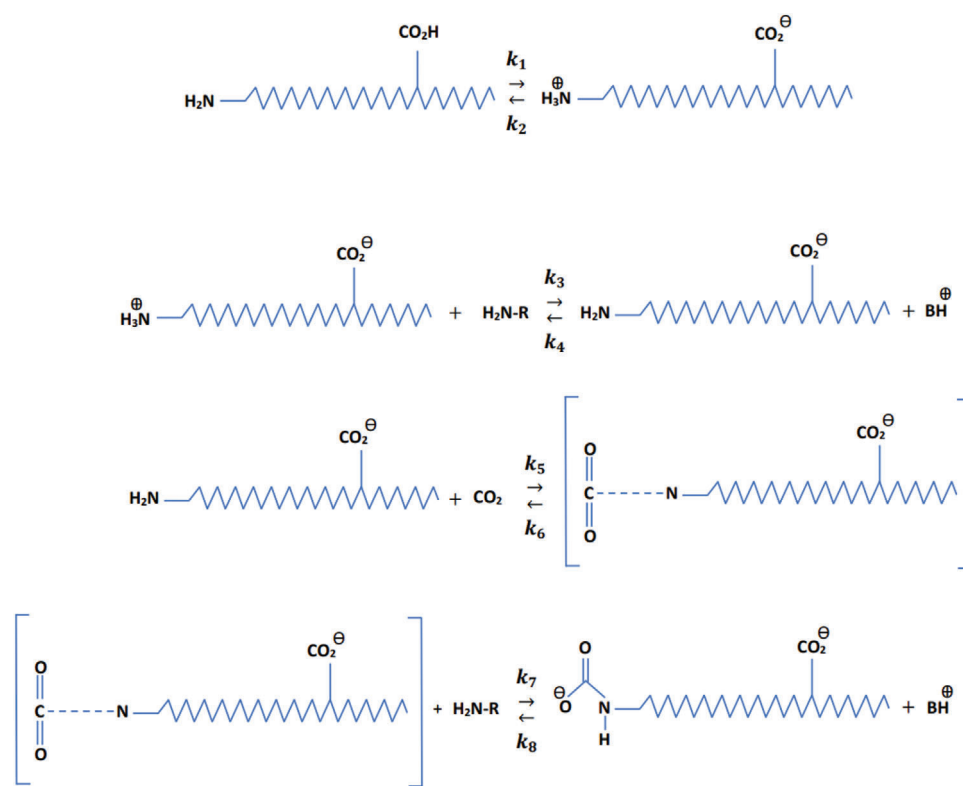 CO₂H ⊖ CO₂
k₁
H₂N ⇌ ⊕ H₃N
k₂
⊖ CO₂ ⊖ CO₂
k₃
⊕ H₃N + H₂N-R ⇌ H₂N + ⊕ BH
k₄
⊖ CO₂ O ⊖ CO₂
k₅
H₂N + CO₂ ⇌ C N
k₆
O
⊖ CO₂ O ⊖ CO₂
O k₇ ⊖ O
C N + H₂N-R ⇌ N + ⊕ BH
O k₈ H